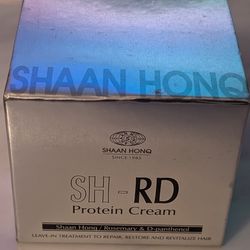 SHAAN HONQ
SHAAN HONQ
SINCE 1985
SH-RD
Protein Cream
Shaan Honq / Rosemary & D-panthenol
LEAVE-IN TREATMENT TO REPAIR, RESTORE AND REVITALIZE HAIR